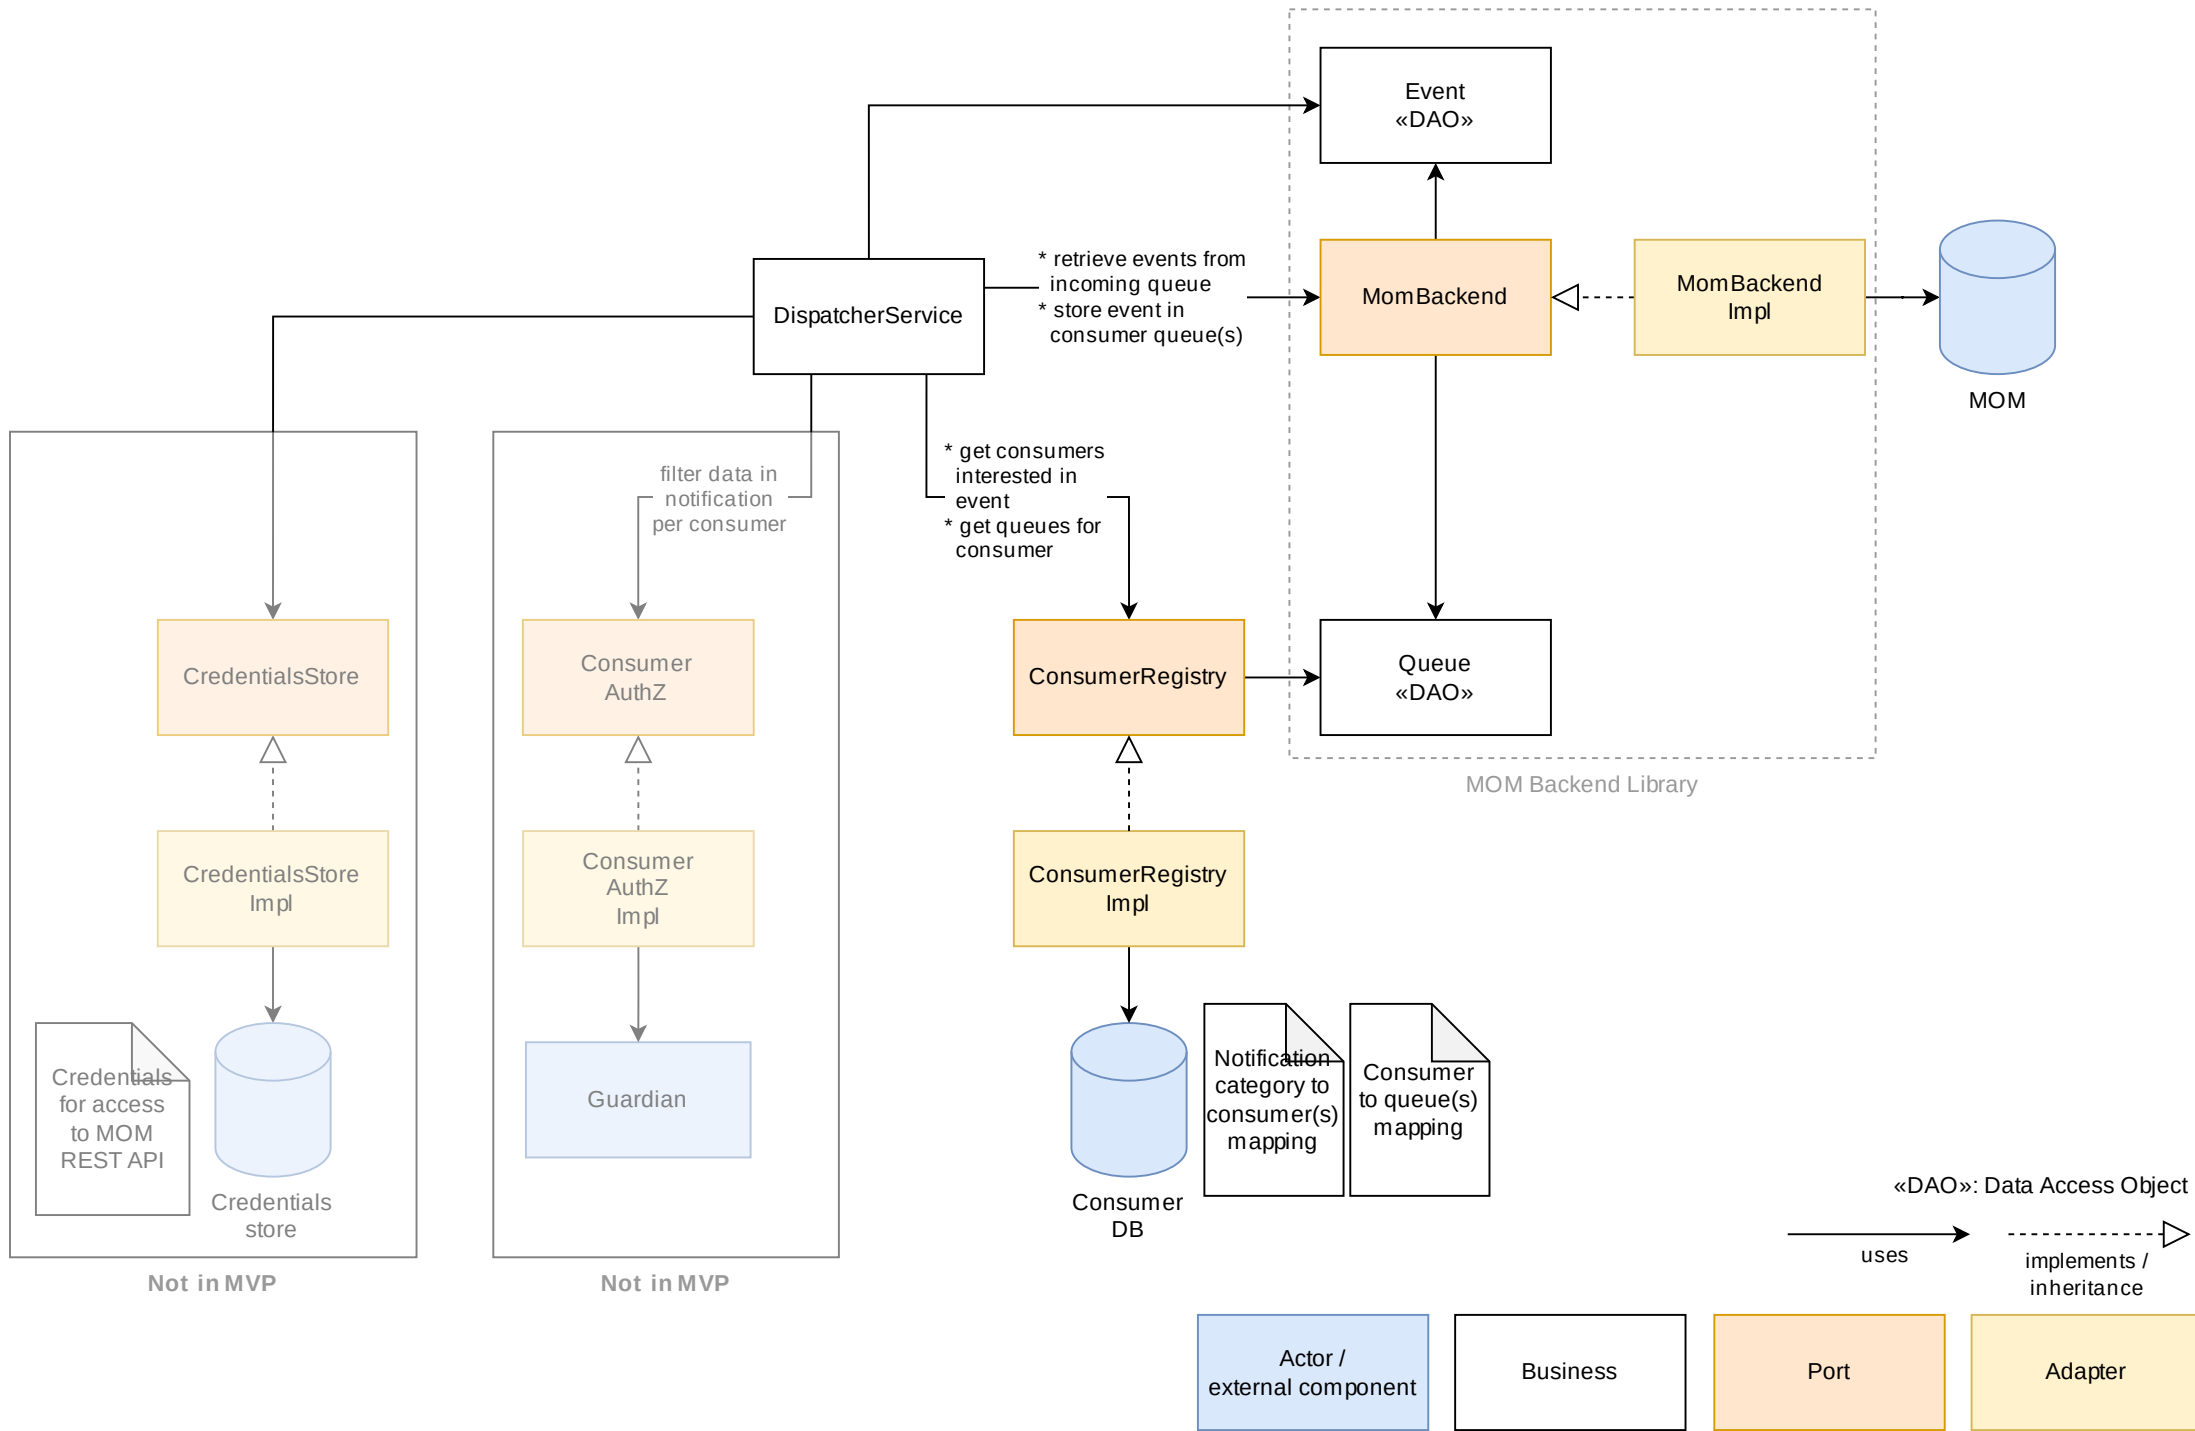 Event
«DAO»
* retrieve events from
incoming queue
* store event in
consumer queue(s)
DispatcherService
MomBackend
MomBackend
Impl
MOM
filter data in
notification
per consumer
* get consumers
interested in
event
* get queues for
consumer
CredentialsStore
Consumer
AuthZ
ConsumerRegistry
Queue
«DAO»
MOM Backend Library
CredentialsStore
Impl
Consumer
AuthZ
Impl
ConsumerRegistry
Impl
Credentials
for access
to MOM
REST API
Credentials
store
Guardian
Consumer
DB
Notification
category to
consumer(s)
mapping
Consumer
to queue(s)
mapping
Not in MVP
Not in MVP
«DAO»: Data Access Object
uses
implements /
inheritance
Actor /
external component
Business
Port
Adapter